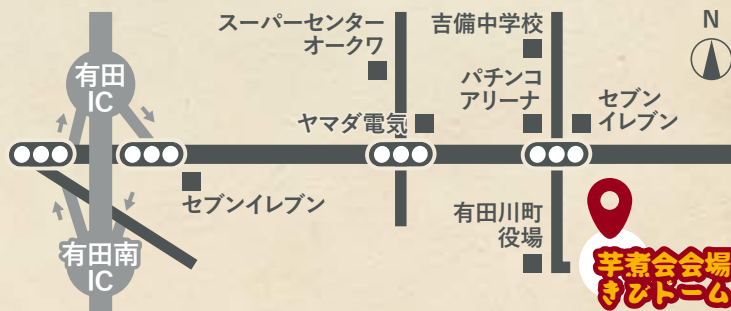 スーパーセンター
オークワ
吉備中学校
N
有田
IC
パチンコ
アリーナ
セブン
イレブン
ヤマダ電気
セブンイレブン
有田川町
役場
有田南
IC
芋煮会会場
きびドーム